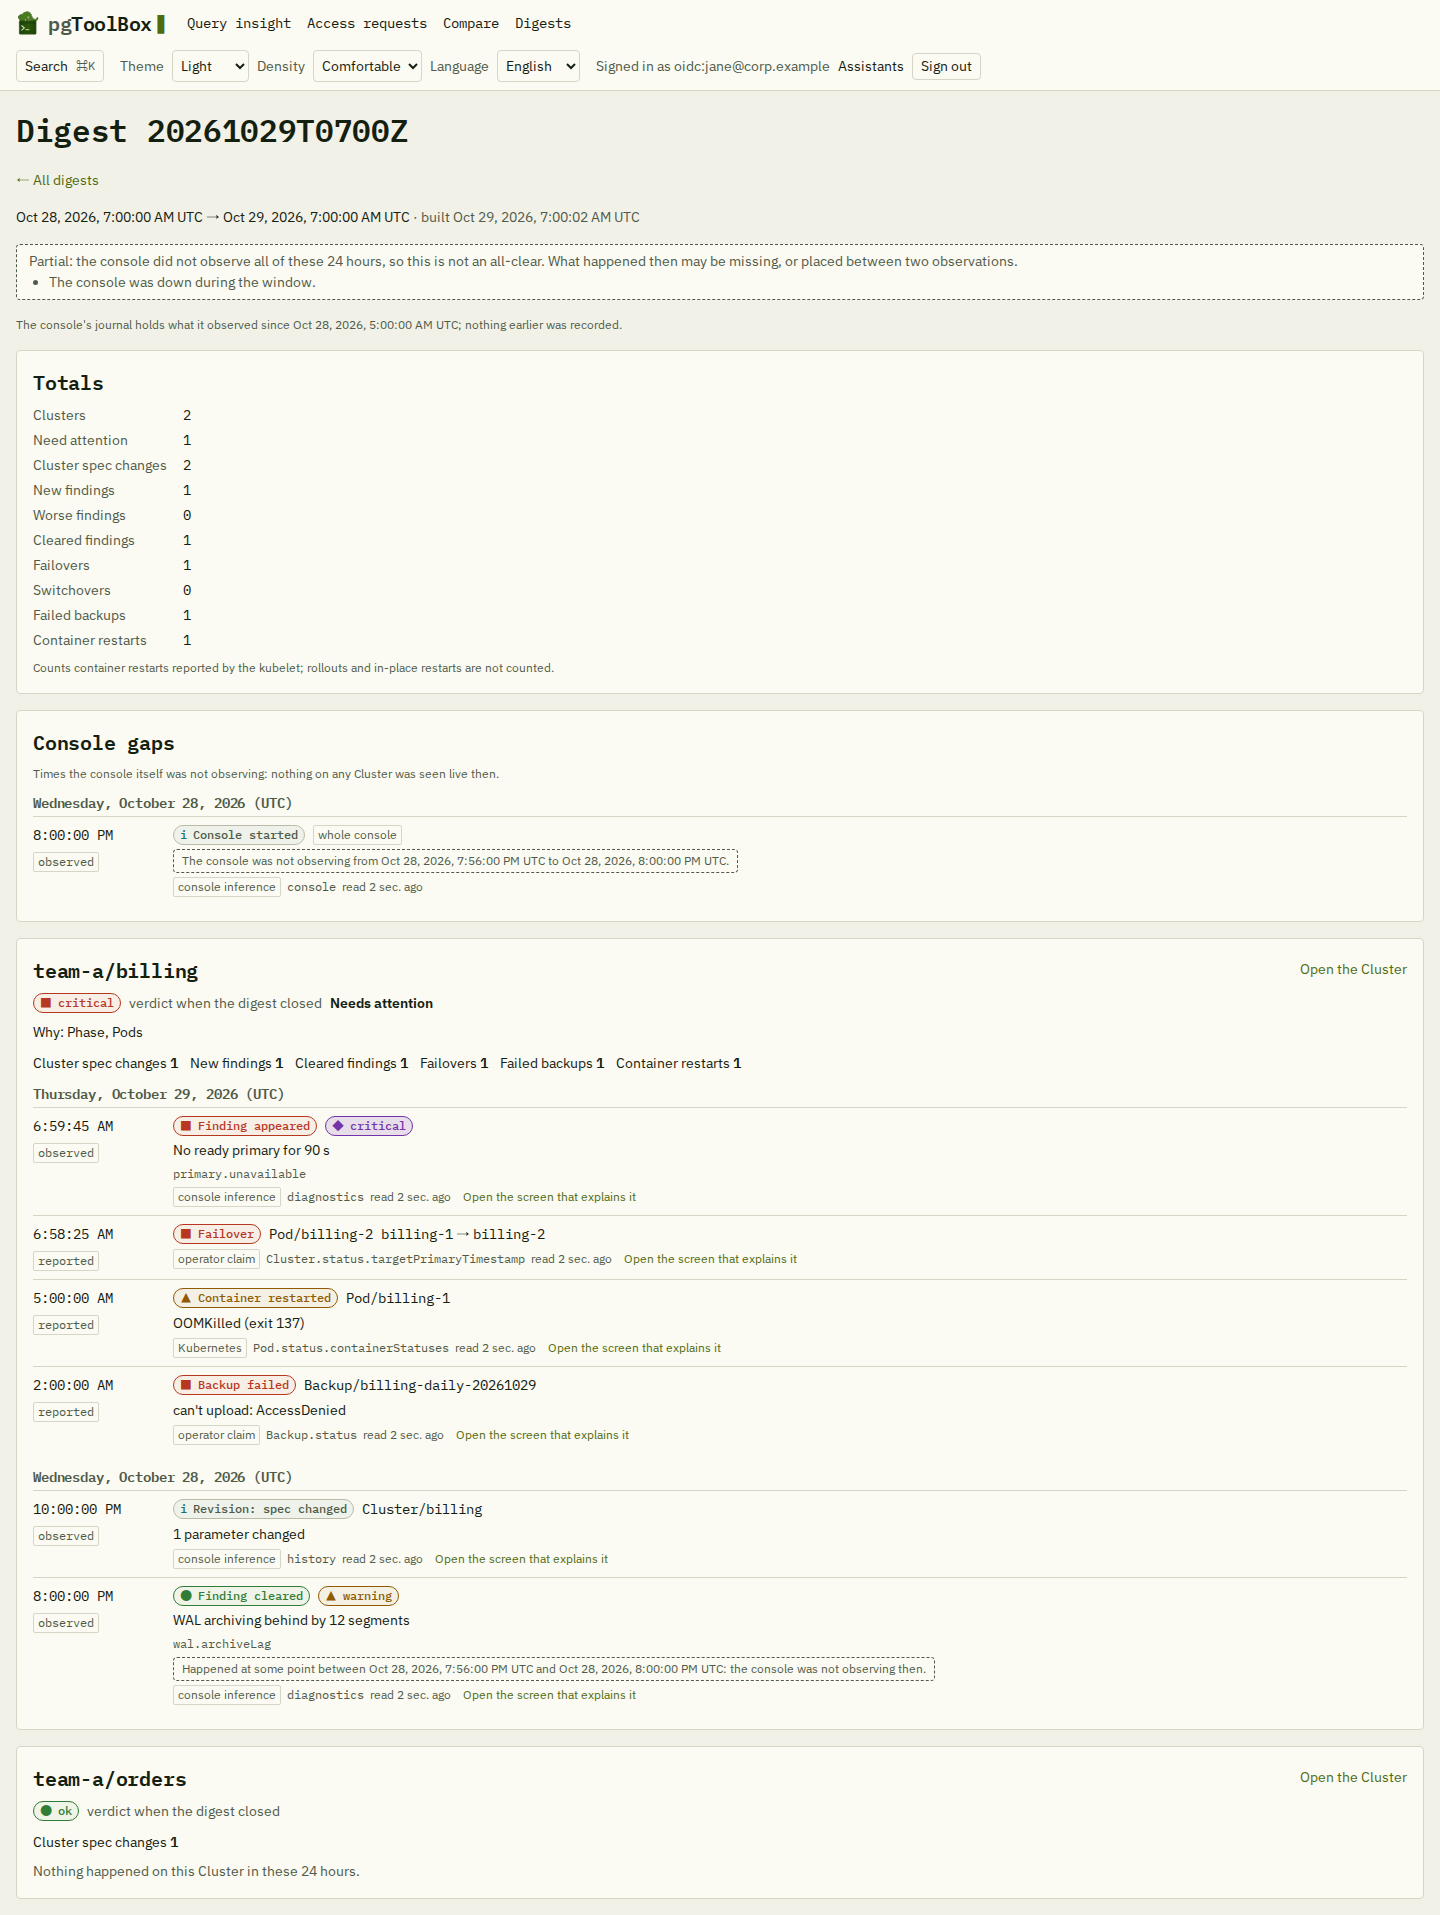 pgToolBox Query insight Access requests Compare Digests
Search ⌘K Theme Light Density Comfortable Language English Signed in as oidc:jane@corp.example Assistants Sign out
Digest 20261029T0700Z
← All digests
Oct 28, 2026, 7:00:00 AM UTC → Oct 29, 2026, 7:00:00 AM UTC · built Oct 29, 2026, 7:00:02 AM UTC
Partial: the console did not observe all of these 24 hours, so this is not an all-clear. What happened then may be missing, or placed between two observations.
• The console was down during the window.
The console's journal holds what it observed since Oct 28, 2026, 5:00:00 AM UTC; nothing earlier was recorded.
Totals
Clusters 2
Need attention 1
Cluster spec changes 2
New findings 1
Worse findings 0
Cleared findings 1
Failovers 1
Switchovers 0
Failed backups 1
Container restarts 1
Counts container restarts reported by the kubelet; rollouts and in-place restarts are not counted.
Console gaps
Times the console itself was not observing: nothing on any Cluster was seen live then.
Wednesday, October 28, 2026 (UTC)
8:00:00 PM i Console started whole console
observed The console was not observing from Oct 28, 2026, 7:56:00 PM UTC to Oct 28, 2026, 8:00:00 PM UTC.
console inference console read 2 sec. ago
team-a/billing Open the Cluster
critical verdict when the digest closed Needs attention
Why: Phase, Pods
Cluster spec changes 1 New findings 1 Cleared findings 1 Failovers 1 Failed backups 1 Container restarts 1
Thursday, October 29, 2026 (UTC)
6:59:45 AM Finding appeared critical
observed No ready primary for 90 s
primary.unavailable
console inference diagnostics read 2 sec. ago Open the screen that explains it
6:58:25 AM Failover Pod/billing-2 billing-1 → billing-2
reported operator claim Cluster.status.targetPrimaryTimestamp read 2 sec. ago Open the screen that explains it
5:00:00 AM Container restarted Pod/billing-1
reported OOMKilled (exit 137)
Kubernetes Pod.status.containerStatuses read 2 sec. ago Open the screen that explains it
2:00:00 AM Backup failed Backup/billing-daily-20261029
reported can't upload: AccessDenied
operator claim Backup.status read 2 sec. ago Open the screen that explains it
Wednesday, October 28, 2026 (UTC)
10:00:00 PM i Revision: spec changed Cluster/billing
observed 1 parameter changed
console inference history read 2 sec. ago Open the screen that explains it
8:00:00 PM Finding cleared warning
observed WAL archiving behind by 12 segments
wal.archiveLag
Happened at some point between Oct 28, 2026, 7:56:00 PM UTC and Oct 28, 2026, 8:00:00 PM UTC: the console was not observing then.
console inference diagnostics read 2 sec. ago Open the screen that explains it
team-a/orders Open the Cluster
ok verdict when the digest closed
Cluster spec changes 1
Nothing happened on this Cluster in these 24 hours.